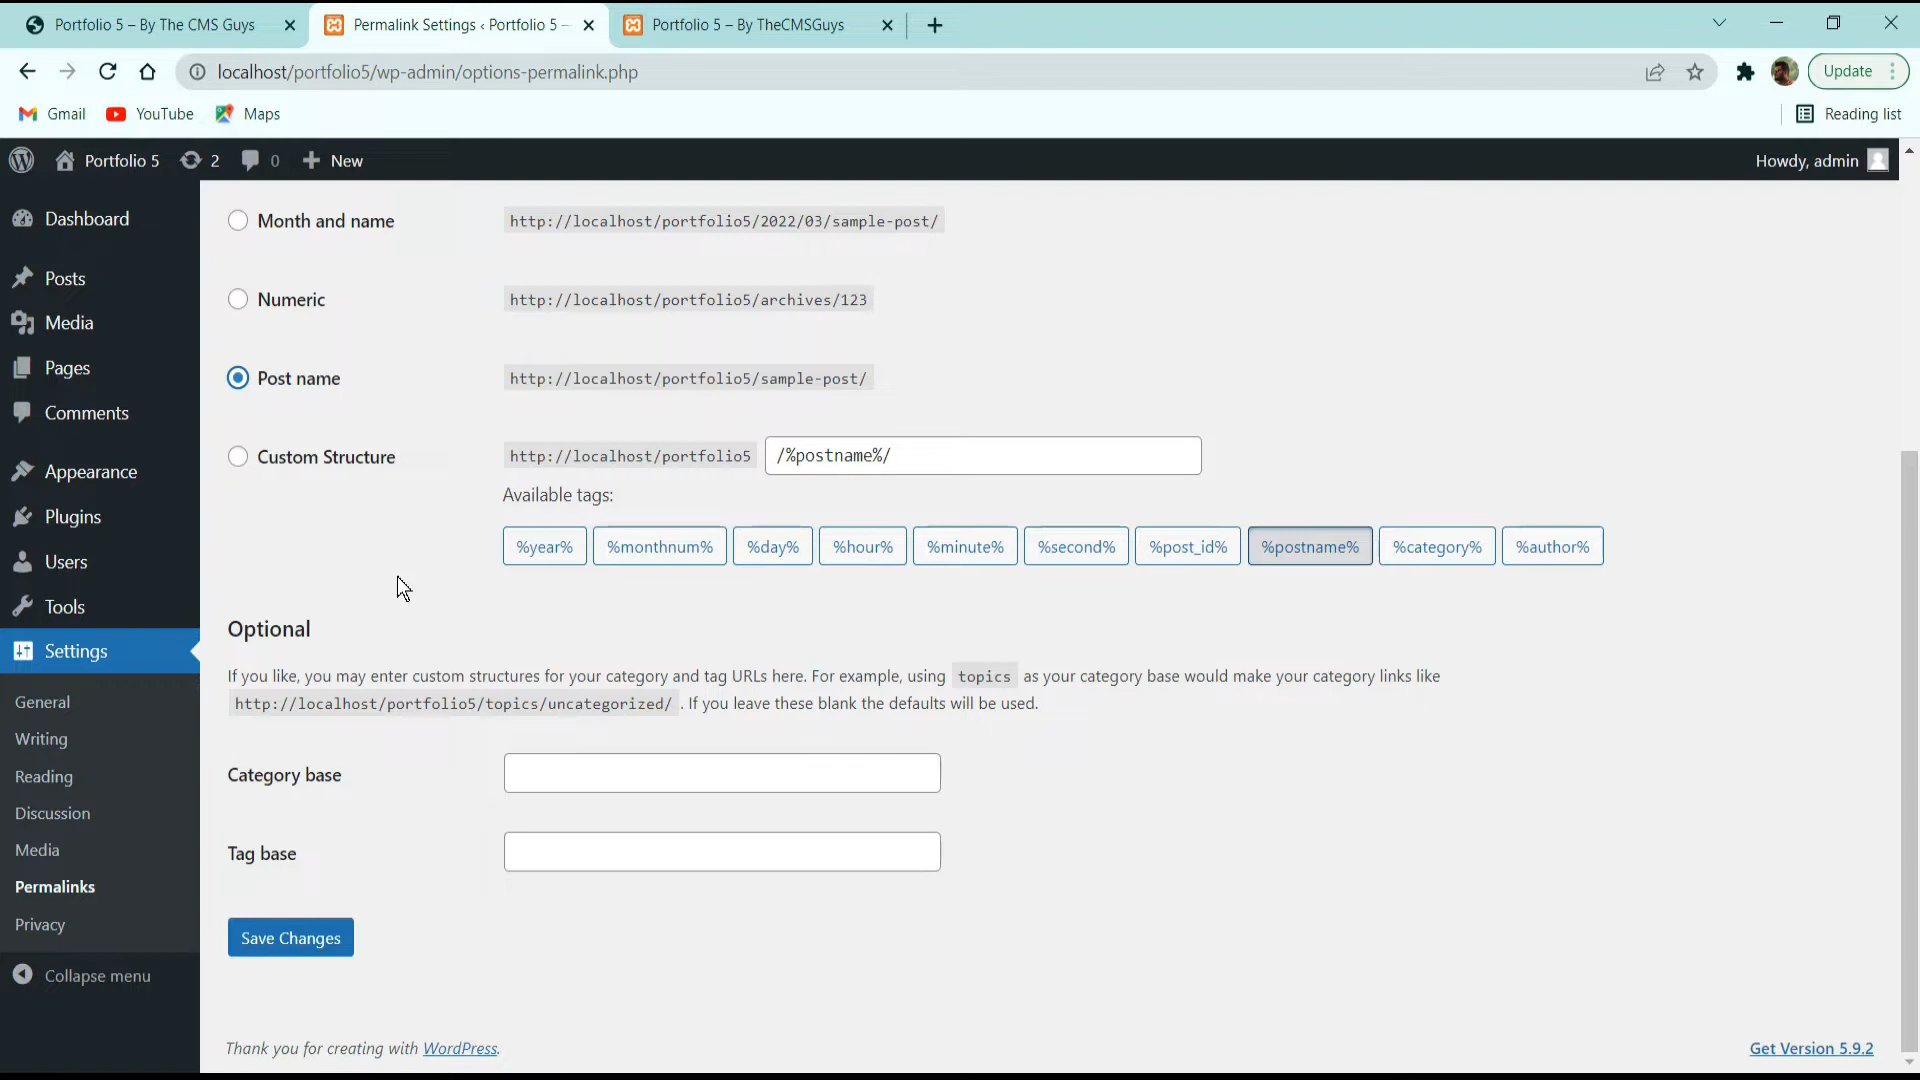 Portfolio 5 – By The CMS Guys
Permalink Settings ‹ Portfolio 5 –
Portfolio 5 – By TheCMSGuys
localhost/portfolio5/wp-admin/options-permalink.php
Update
Gmail
YouTube
Maps
Reading list
Portfolio 5
2
0
New
Howdy, admin
Dashboard
Posts
Media
Pages
Comments
Appearance
Plugins
Users
Tools
Settings
General
Writing
Reading
Discussion
Media
Permalinks
Privacy
Collapse menu
Month and name http://localhost/portfolio5/2022/03/sample-post/
Numeric http://localhost/portfolio5/archives/123
Post name http://localhost/portfolio5/sample-post/
Custom Structure http://localhost/portfolio5 /%postname%/
Available tags:
%year% %monthnum% %day% %hour% %minute% %second% %post_id% %postname% %category% %author%
Optional
If you like, you may enter custom structures for your category and tag URLs here. For example, using topics as your category base would make your category links like
http://localhost/portfolio5/topics/uncategorized/ . If you leave these blank the defaults will be used.
Category base
Tag base
Save Changes
Thank you for creating with WordPress.
Get Version 5.9.2